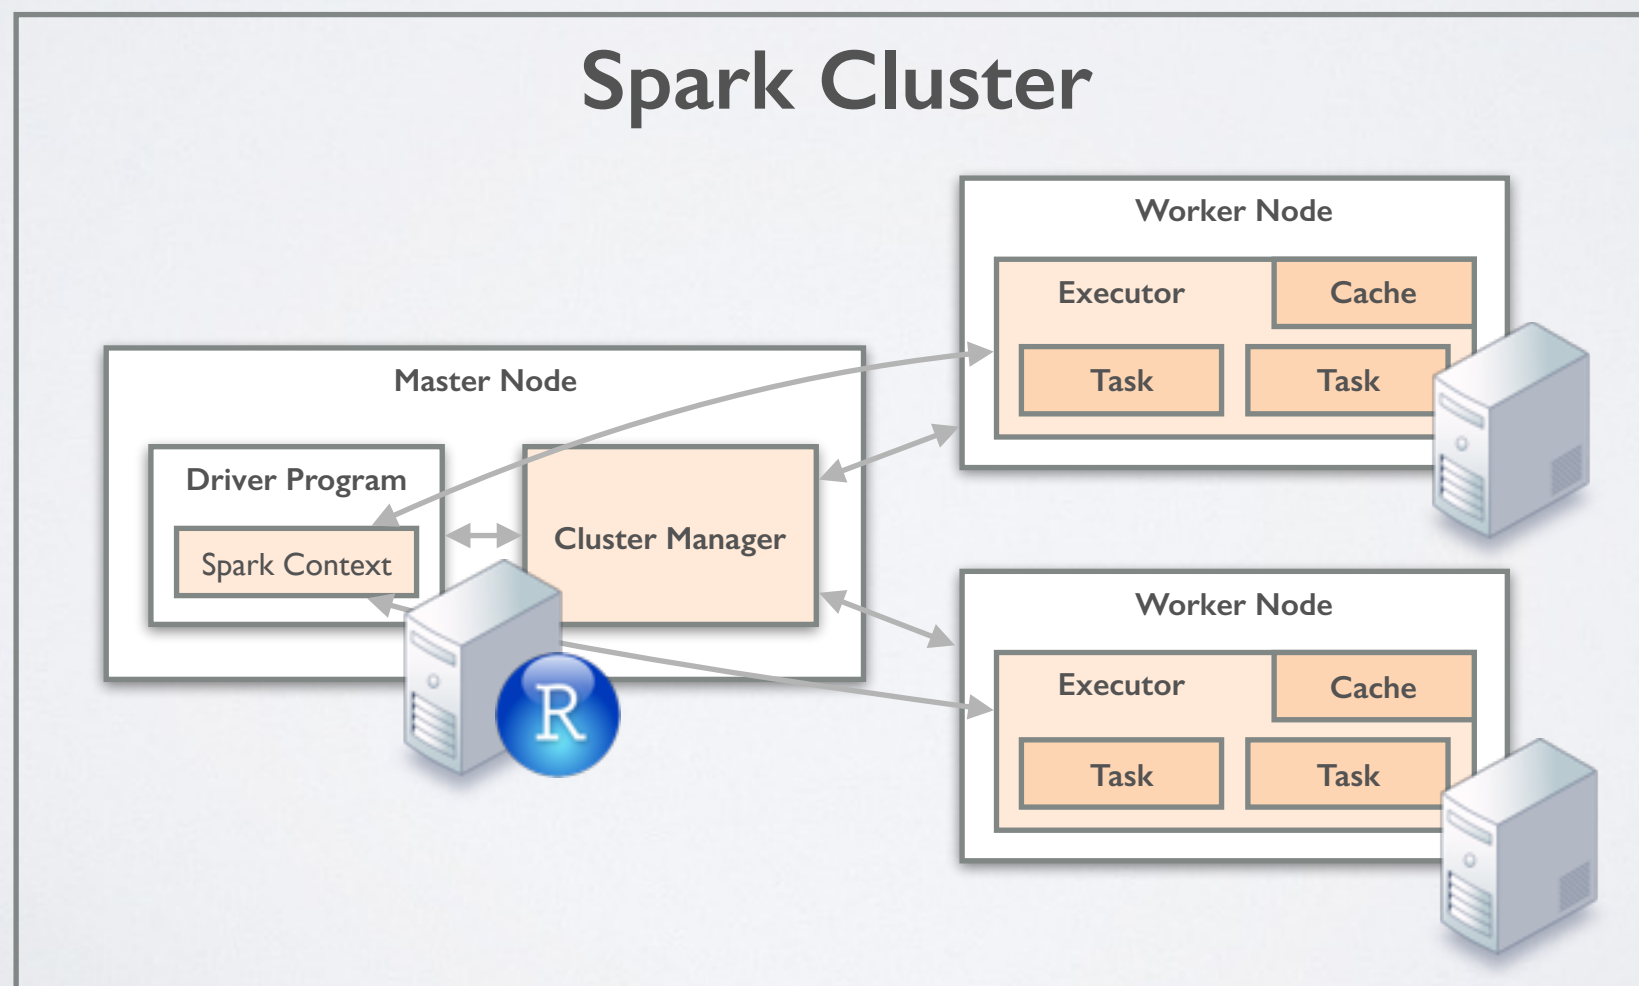 Spark Cluster
Master Node
Driver Program
Spark Context
Cluster Manager
R
Worker Node
Executor
Cache
Task
Task
Worker Node
Executor
Cache
Task
Task